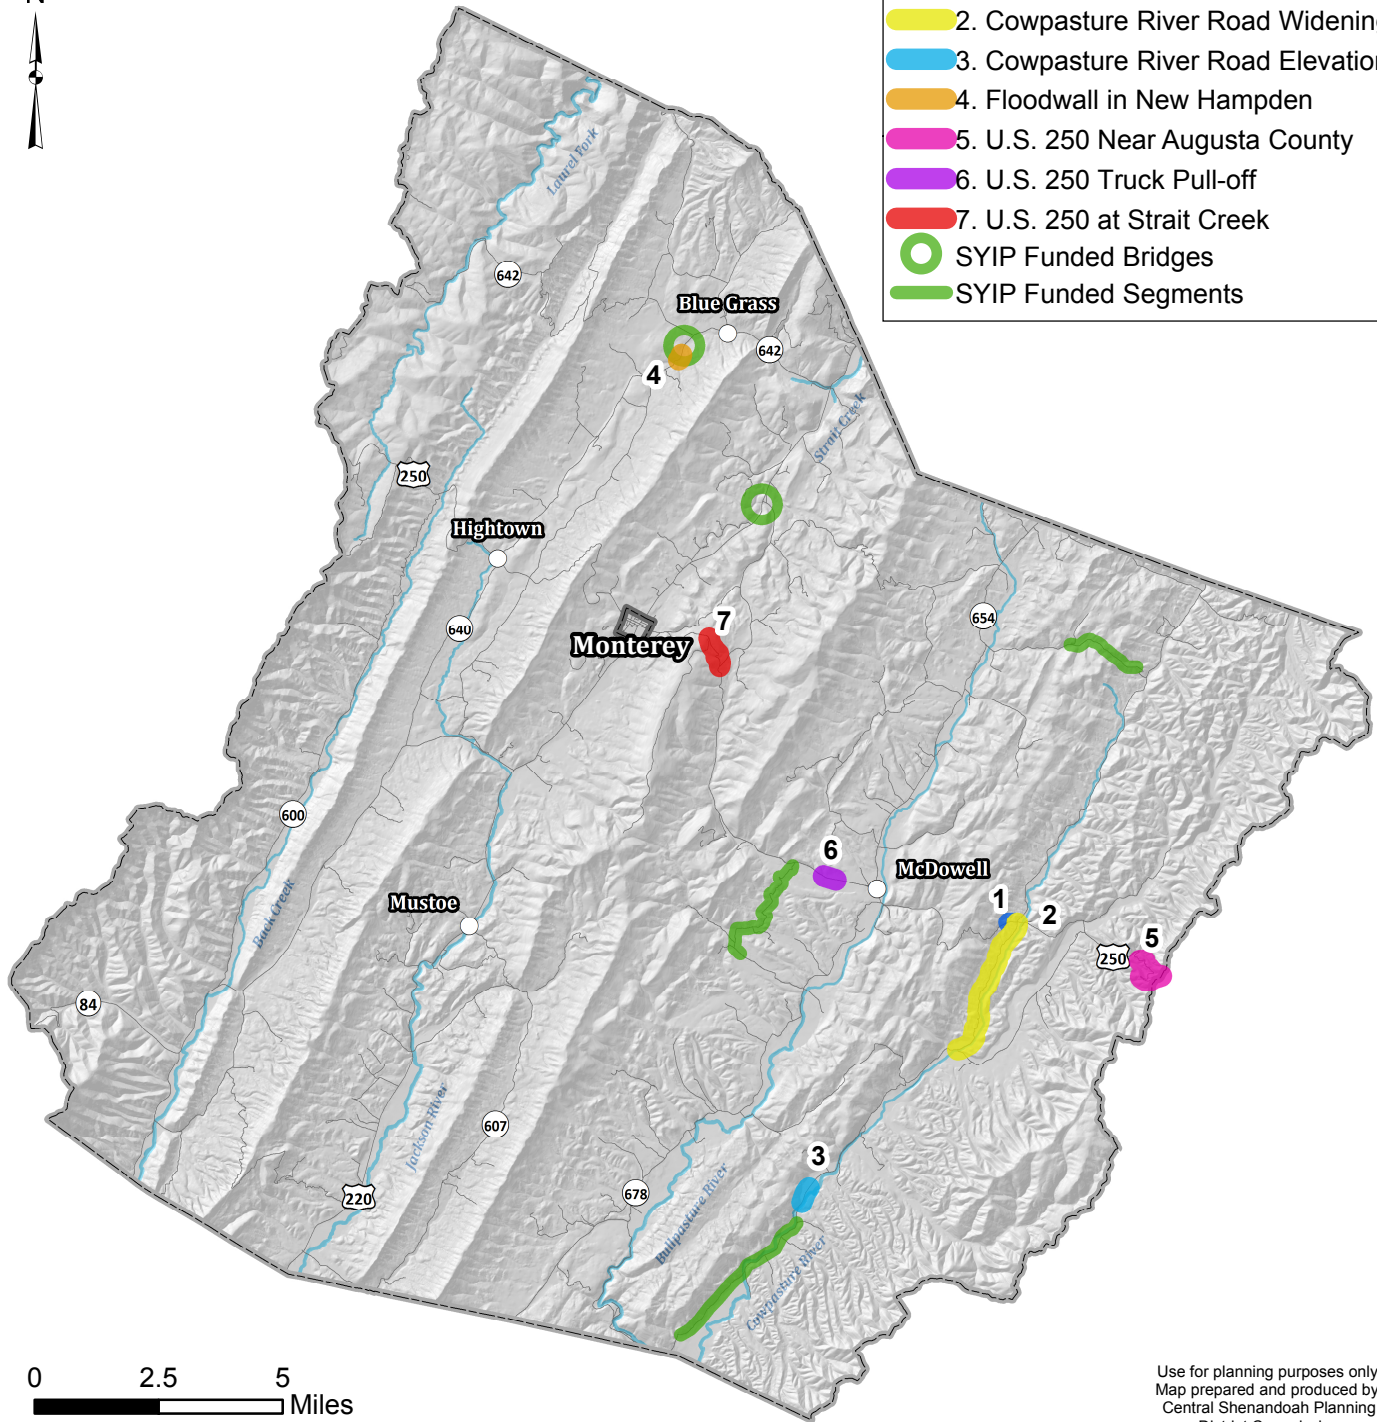 N
2. Cowpasture River Road Widening
3. Cowpasture River Road Elevation
4. Floodwall in New Hampden
5. U.S. 250 Near Augusta County
6. U.S. 250 Truck Pull-off
7. U.S. 250 at Strait Creek
SYIP Funded Bridges
SYIP Funded Segments
Laurel Fork
642
Blue Grass
642
4
Strait Creek
250
Hightown
640
Monterey
7
654
600
6
McDowell
Mustoe
1
2
Back Creek
250
5
84
Jackson River
607
3
678
220
Bullpasture River
Cowpasture River
0 2.5 5
Miles
Use for planning purposes only
Map prepared and produced by
Central Shenandoah Planning